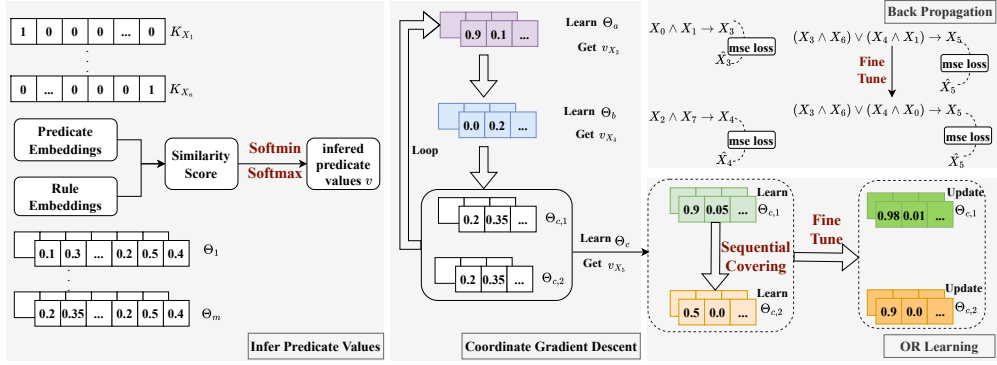 1 0 0 0 ... 0 K_{X_1}
0 ... 0 0 0 1 K_{X_n}
Predicate
Embeddings
Rule
Embeddings
Similarity
Score
Softmin
Softmax
infered
predicate
values v
0.1 0.3 ... 0.2 0.5 0.4 Θ_1
0.2 0.35 ... 0.2 0.5 0.4 Θ_m
Infer Predicate Values
0.9 0.1 ...
Learn Θ_a
Get v_{X_3}
0.0 0.2 ...
Learn Θ_b
Get v_{X_4}
Loop
0.2 0.35 ... Θ_{c,1}
0.2 0.35 ... Θ_{c,2}
Learn Θ_c
Get v_{X_5}
Coordinate Gradient Descent
Back Propagation
X_0 ∧ X_1 → X_3
mse loss
X̂_3
(X_3 ∧ X_6) ∨ (X_4 ∧ X_1) → X_5
mse loss
X̂_5
Fine
Tune
X_2 ∧ X_7 → X_4
mse loss
X̂_4
(X_3 ∧ X_6) ∨ (X_4 ∧ X_0) → X_5
mse loss
X̂_5
Learn
0.9 0.05 ... Θ_{c,1}
Sequential
Covering
Learn
0.5 0.0 ... Θ_{c,2}
Fine
Tune
Update
0.98 0.01 ... Θ_{c,1}
Update
0.9 0.0 ... Θ_{c,2}
OR Learning